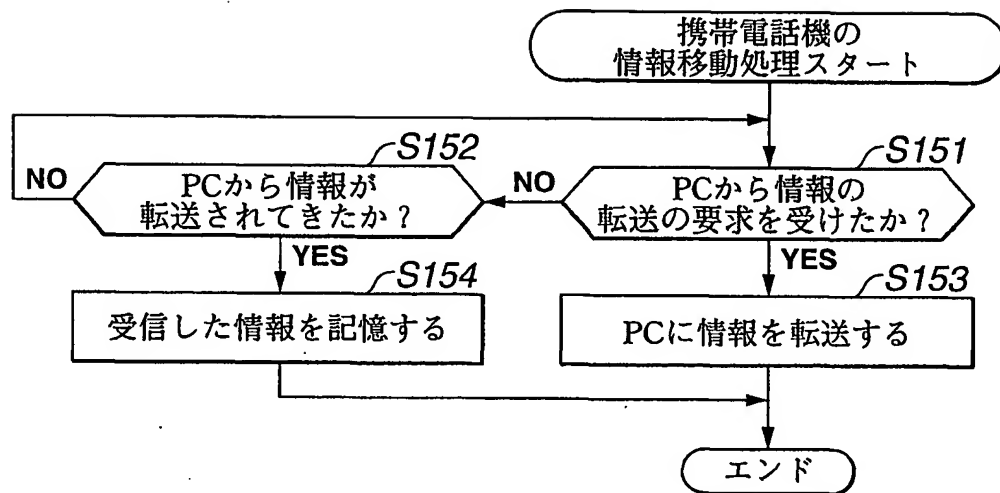 携帯電話機の
情報移動処理スタート
S151
PCから情報の
転送の要求を受けたか？
NO
S152
PCから情報が
転送されてきたか？
NO
YES
YES
S153
PCに情報を転送する
S154
受信した情報を記憶する
エンド